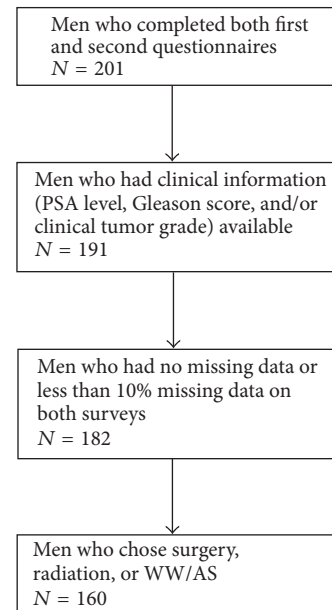 Men who completed both first
and second questionnaires
N = 201
Men who had clinical information
(PSA level, Gleason score, and/or
clinical tumor grade) available
N = 191
Men who had no missing data or
less than 10% missing data on
both surveys
N = 182
Men who chose surgery,
radiation, or WW/AS
N = 160